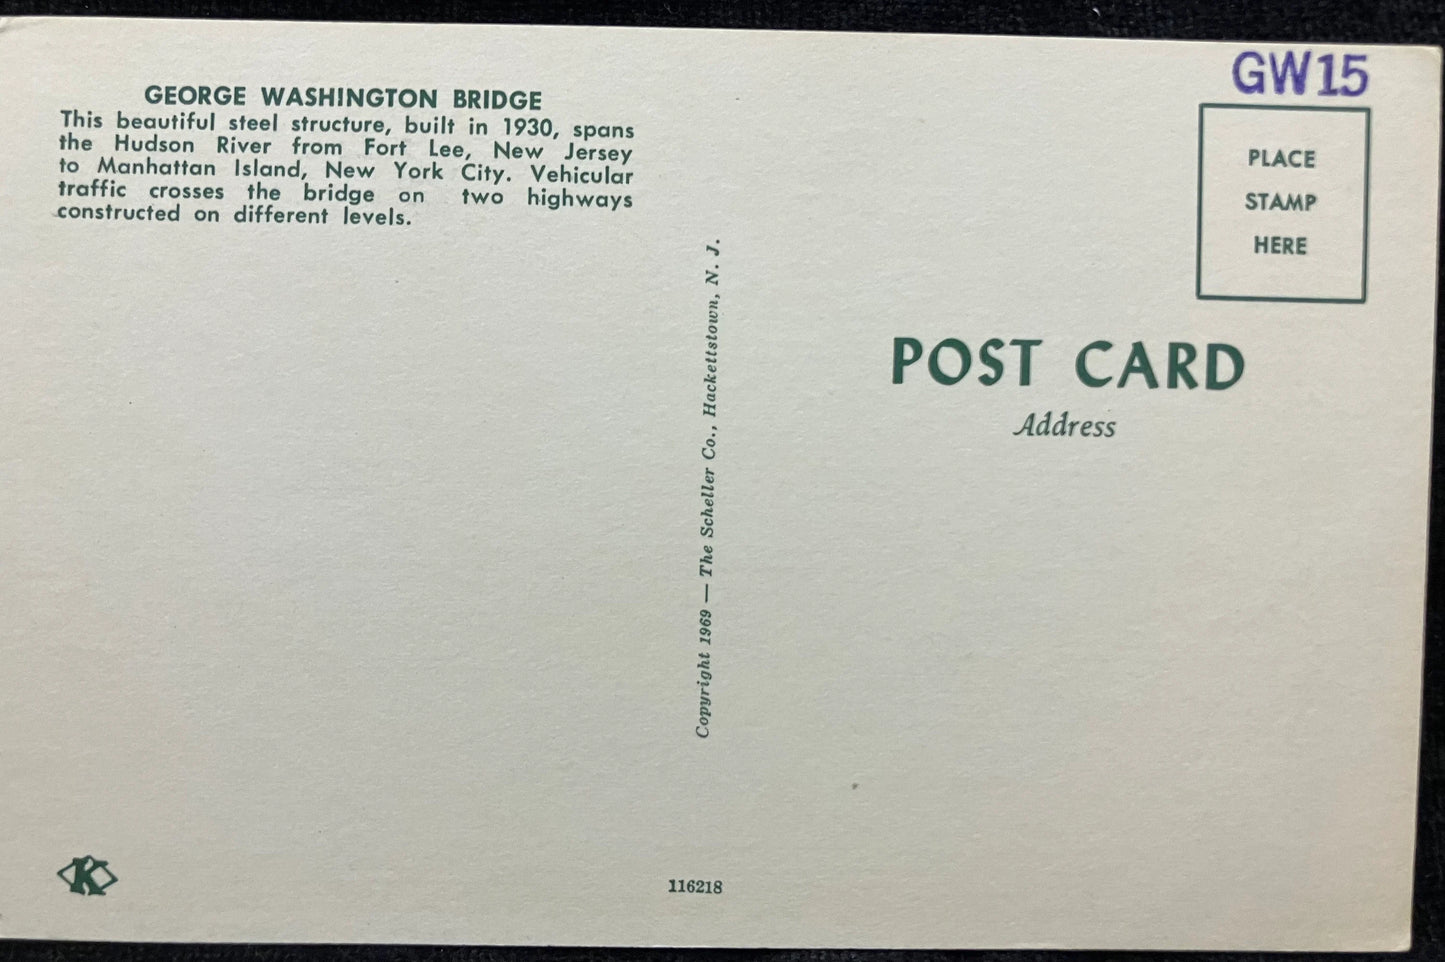 GW15
GEORGE WASHINGTON BRIDGE
This beautiful steel structure, built in 1930, spans
the Hudson River from Fort Lee, New Jersey
to Manhattan Island, New York City. Vehicular
traffic crosses the bridge on two highways
constructed on different levels.
PLACE
STAMP
HERE
POST CARD
Address
Copyright 1969 — The Scheller Co., Hackettstown, N. J.
K
116218